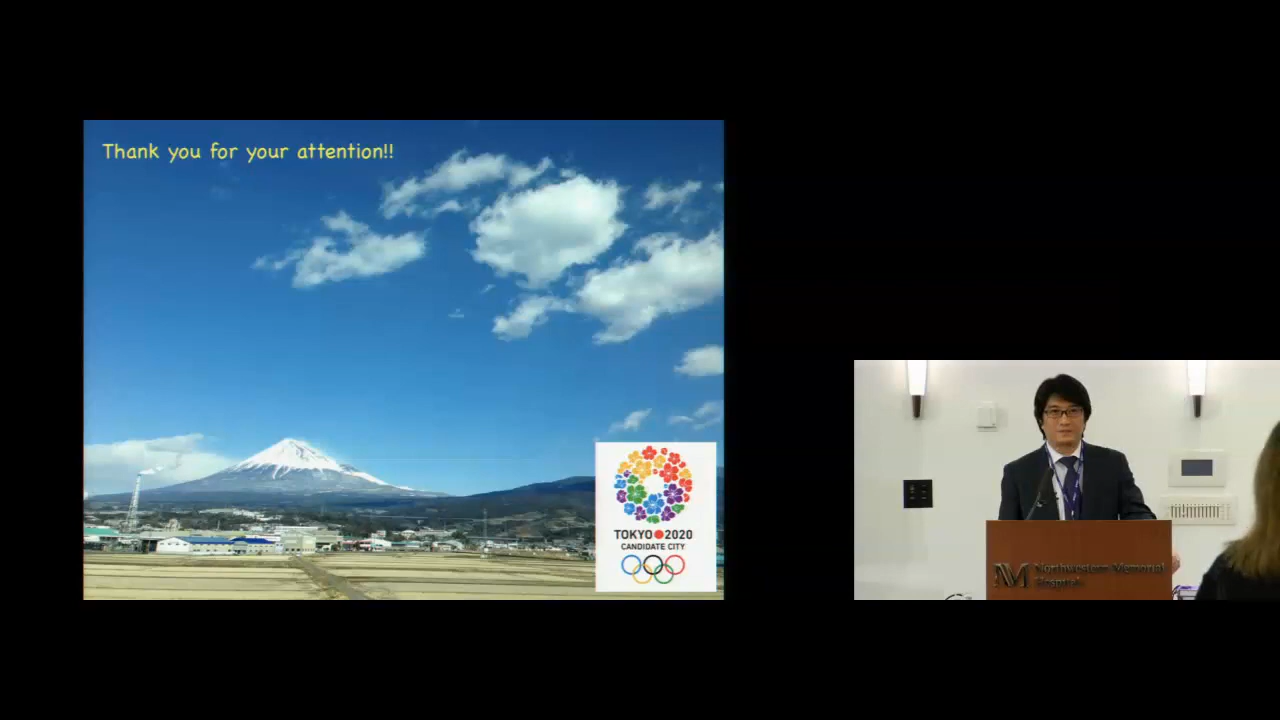 Thank you for your attention!!
TOKYO 2020
CANDIDATE CITY
Northwestern Memorial
Hospital